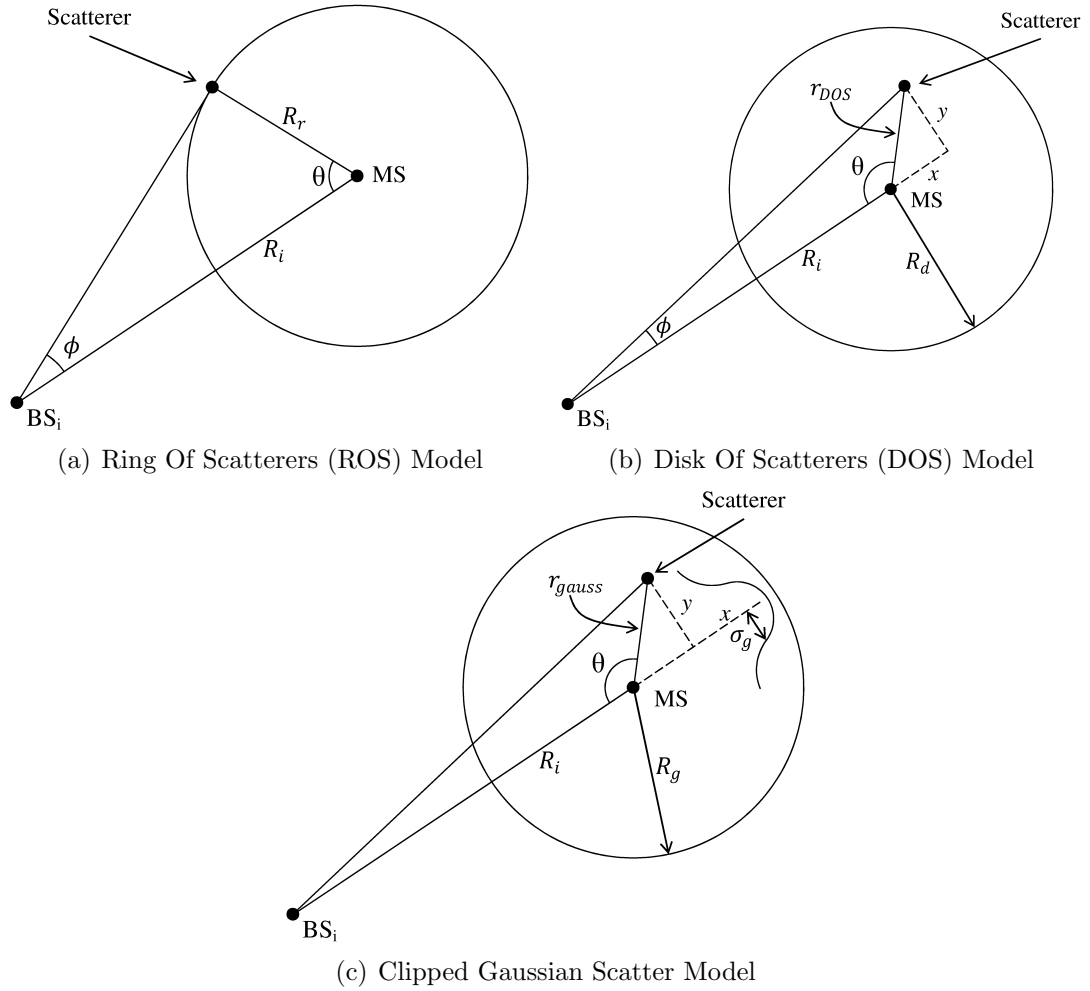 Scatterer
R_r
θ
MS
R_i
ϕ
BS_i
(a) Ring Of Scatterers (ROS) Model
Scatterer
r_DOS
y
θ
x
MS
R_i
R_d
ϕ
BS_i
(b) Disk Of Scatterers (DOS) Model
Scatterer
r_gauss
y
x
σ_g
θ
MS
R_i
R_g
BS_i
(c) Clipped Gaussian Scatter Model